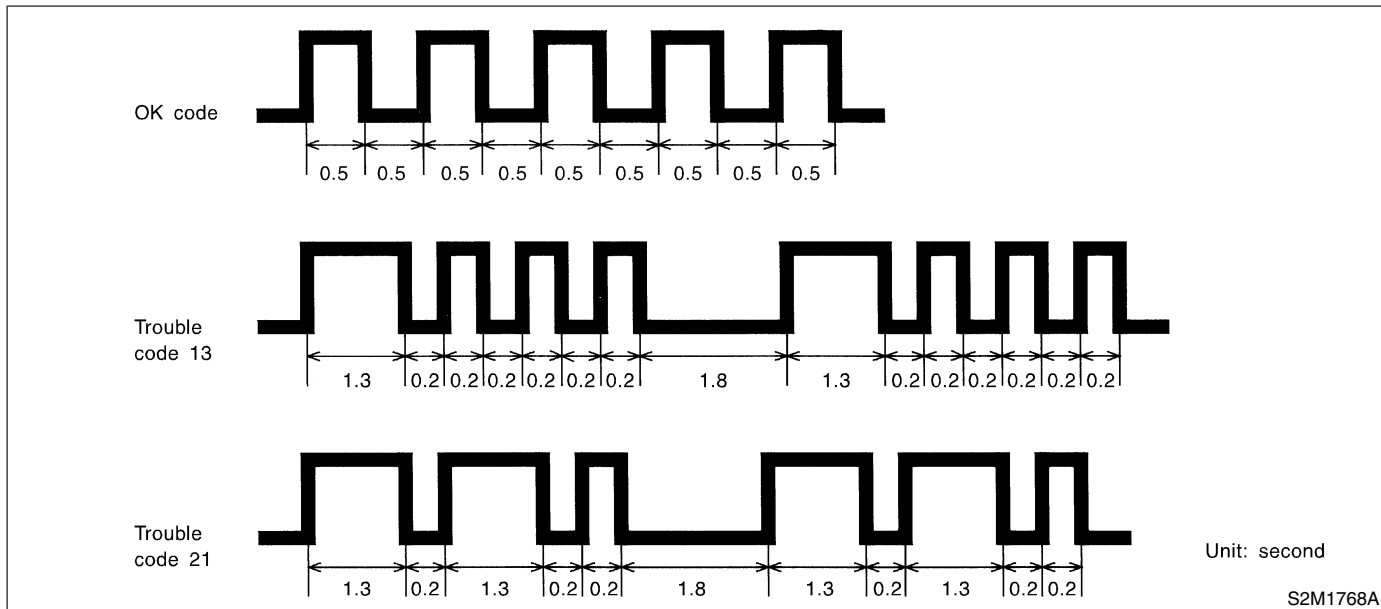 OK code
0.5 0.5 0.5 0.5 0.5 0.5 0.5 0.5 0.5
Trouble
code 13
1.3 0.2 0.2 0.2 0.2 0.2 0.2 1.8 1.3 0.2 0.2 0.2 0.2 0.2 0.2
Trouble
code 21
1.3 0.2 1.3 0.2 0.2 1.8 1.3 0.2 1.3 0.2 0.2
Unit: second
S2M1768A